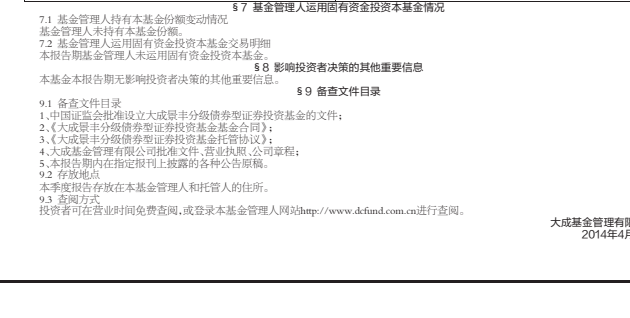 §7 基金管理人运用固有资金投资本基金情况
7.1 基金管理人持有本基金份额变动情况
基金管理人未持有本基金份额。
7.2 基金管理人运用固有资金投资本基金交易明细
本报告期基金管理人未运用固有资金投资本基金。
§8 影响投资者决策的其他重要信息
本基金本报告期无影响投资者决策的其他重要信息。
§9 备查文件目录
9.1 备查文件目录
1、中国证监会批准设立大成景丰分级债券型证券投资基金的文件；
2、《大成景丰分级债券型证券投资基金基金合同》；
3、《大成景丰分级债券型证券投资基金托管协议》；
4、大成基金管理有限公司批准文件、营业执照、公司章程；
5、本报告期内在指定报刊上披露的各种公告原稿。
9.2 存放地点
本季度报告存放在本基金管理人和托管人的住所。
9.3 查阅方式
投资者可在营业时间免费查阅，或登录本基金管理人网站http://www.dcfund.com.cn进行查阅。
大成基金管理有限
2014年4月